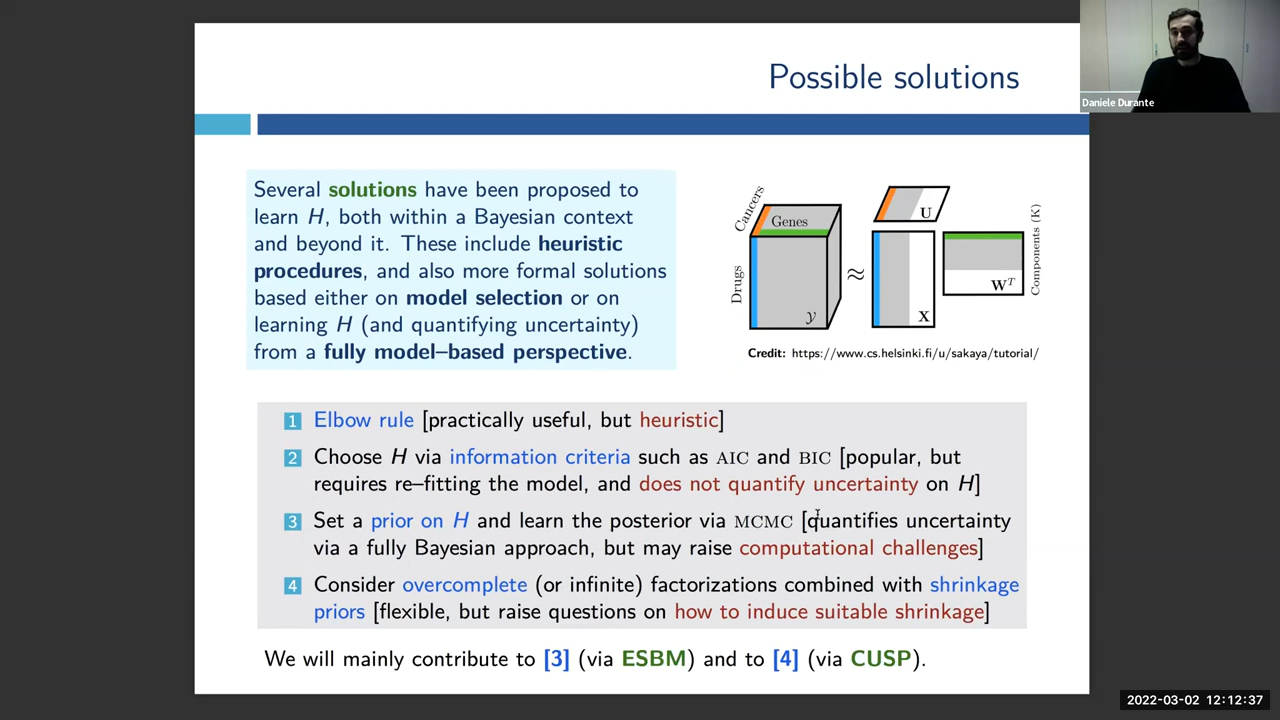 Possible solutions
Daniele Durante
Several solutions have been proposed to
learn H, both within a Bayesian context
and beyond it. These include heuristic
procedures, and also more formal solutions
based either on model selection or on
learning H (and quantifying uncertainty)
from a fully model–based perspective.
Cancers
Genes
Drugs
𝒴
≈
U
X
W^T
Components (K)
Credit: https://www.cs.helsinki.fi/u/sakaya/tutorial/
1 Elbow rule [practically useful, but heuristic]
2 Choose H via information criteria such as AIC and BIC [popular, but
requires re–fitting the model, and does not quantify uncertainty on H]
3 Set a prior on H and learn the posterior via MCMC [quantifies uncertainty
via a fully Bayesian approach, but may raise computational challenges]
4 Consider overcomplete (or infinite) factorizations combined with shrinkage
priors [flexible, but raise questions on how to induce suitable shrinkage]
We will mainly contribute to [3] (via ESBM) and to [4] (via CUSP).
2022-03-02 12:12:37